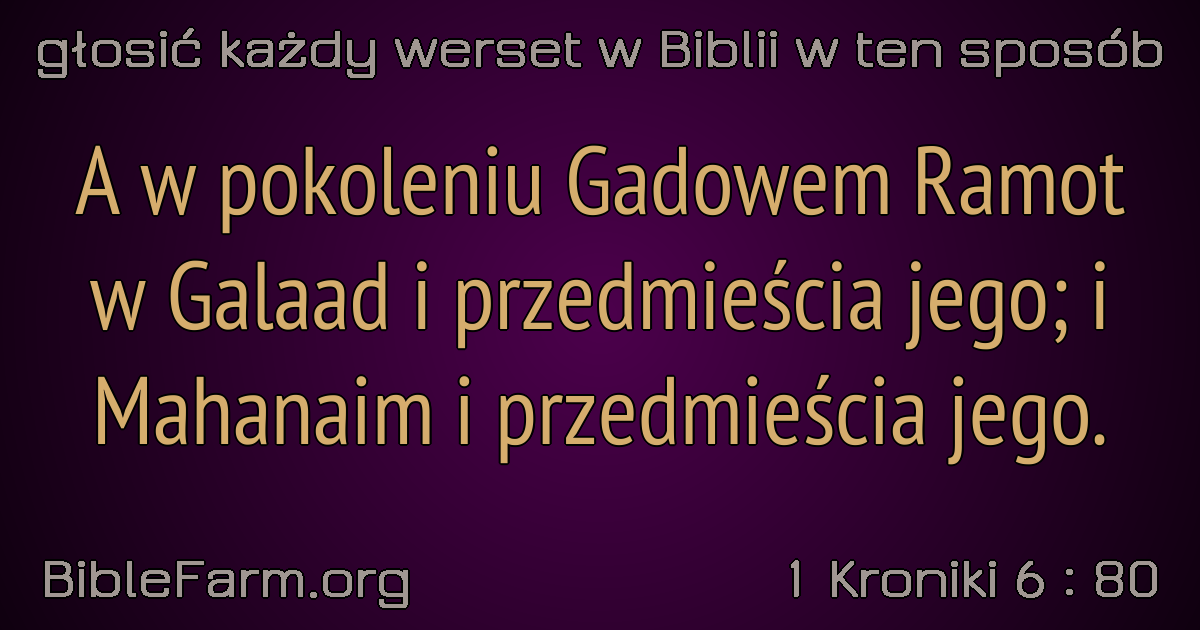 głosić każdy werset w Biblii w ten sposób
A w pokoleniu Gadowem Ramot
w Galaad i przedmieścia jego; i
Mahanaim i przedmieścia jego.
BibleFarm.org
1 Kroniki 6 : 80